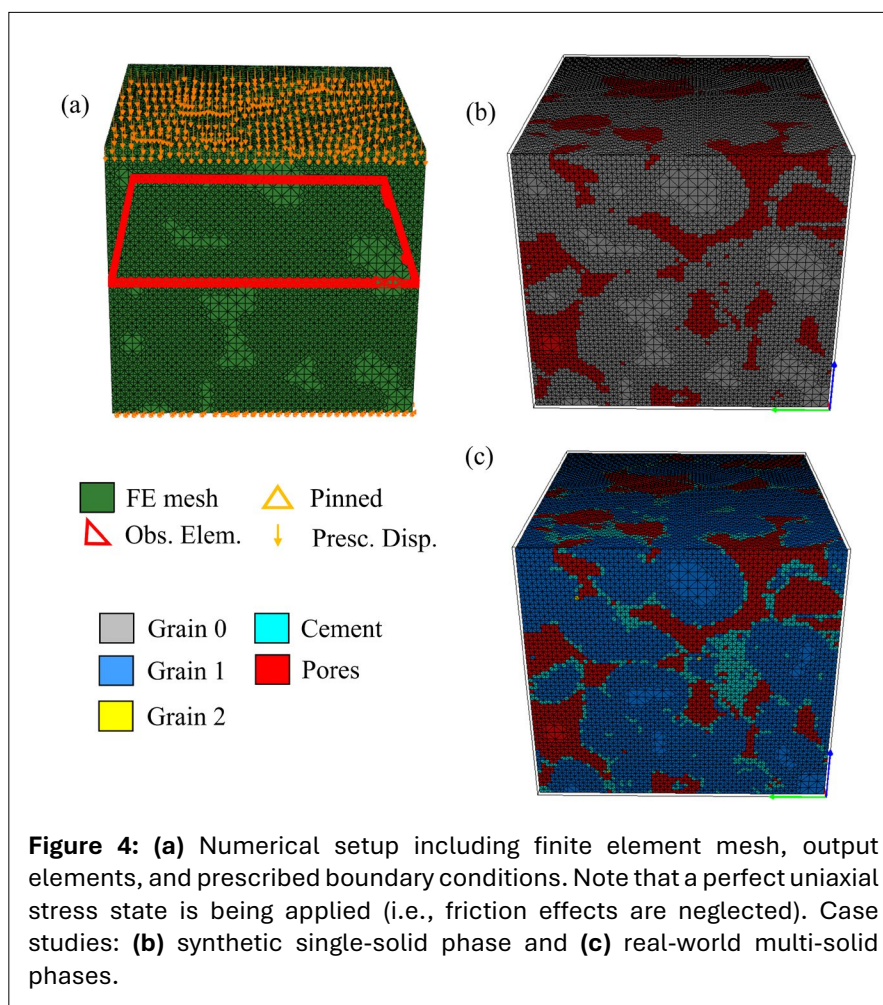 (a)
(b)
(c)
FE mesh
Pinned
Obs. Elem.
Presc. Disp.
Grain 0
Cement
Grain 1
Pores
Grain 2
Figure 4: (a) Numerical setup including finite element mesh, output
elements, and prescribed boundary conditions. Note that a perfect uniaxial
stress state is being applied (i.e., friction effects are neglected). Case
studies: (b) synthetic single-solid phase and (c) real-world multi-solid
phases.